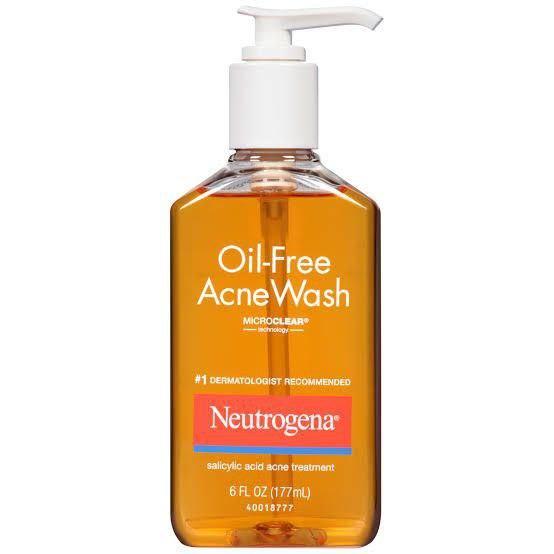 Oil-Free
Acne Wash
MICROCLEAR®
technology
#1 DERMATOLOGIST RECOMMENDED
Neutrogena®
salicylic acid acne treatment
6 FL OZ (177mL)
40018777